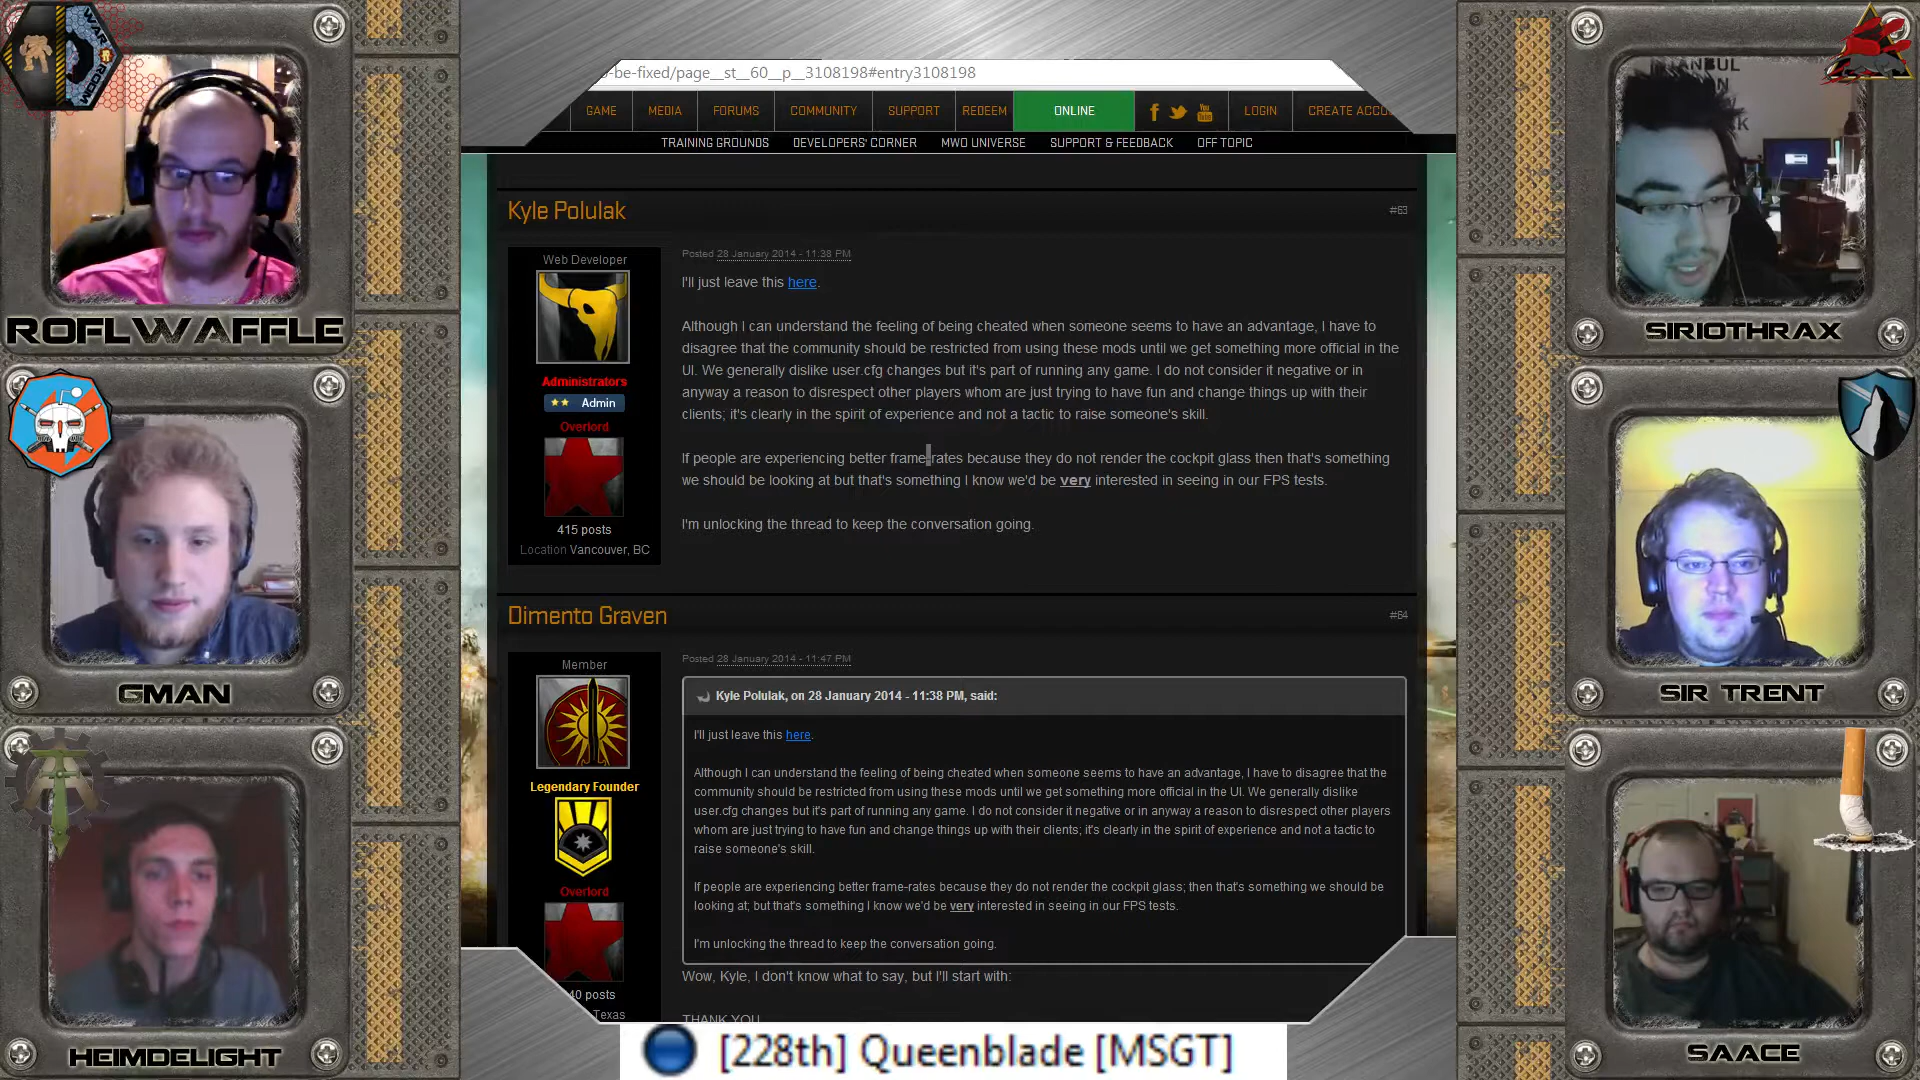 WAR ROOM
-be-fixed/page__st__60__p__3108198#entry3108198
GAME MEDIA FORUMS COMMUNITY SUPPORT REDEEM ONLINE LOGIN CREATE ACCOU
TRAINING GROUNDS DEVELOPERS' CORNER MWO UNIVERSE SUPPORT & FEEDBACK OFF TOPIC
Kyle Polulak #63
Web Developer
Administrators
Admin
Overlord
415 posts
Location Vancouver, BC
Posted 28 January 2014 - 11:38 PM
I'll just leave this here.
Although I can understand the feeling of being cheated when someone seems to have an advantage, I have to
disagree that the community should be restricted from using these mods until we get something more official in the
UI. We generally dislike user.cfg changes but it's part of running any game. I do not consider it negative or in
anyway a reason to disrespect other players whom are just trying to have fun and change things up with their
clients; it's clearly in the spirit of experience and not a tactic to raise someone's skill.
If people are experiencing better frame-rates because they do not render the cockpit glass then that's something
we should be looking at but that's something I know we'd be very interested in seeing in our FPS tests.
I'm unlocking the thread to keep the conversation going.
Dimento Graven #64
Member
Legendary Founder
Overlord
40 posts
Texas
Posted 28 January 2014 - 11:47 PM
Kyle Polulak, on 28 January 2014 - 11:38 PM, said:
I'll just leave this here.
Although I can understand the feeling of being cheated when someone seems to have an advantage, I have to disagree that the
community should be restricted from using these mods until we get something more official in the UI. We generally dislike
user.cfg changes but it's part of running any game. I do not consider it negative or in anyway a reason to disrespect other players
whom are just trying to have fun and change things up with their clients; it's clearly in the spirit of experience and not a tactic to
raise someone's skill.
If people are experiencing better frame-rates because they do not render the cockpit glass; then that's something we should be
looking at; but that's something I know we'd be very interested in seeing in our FPS tests.
I'm unlocking the thread to keep the conversation going.
Wow, Kyle, I don't know what to say, but I'll start with:
THANK YOU
ROFLWAFFLE
GMAN
HEIMDELIGHT
SIRIOTHRAX
SIR TRENT
SAACE
[228th] Queenblade [MSGT]